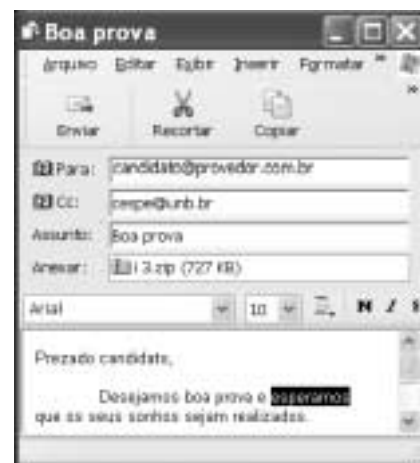 Boa prova
Arquivo Editar Exibir Inserir Formatar »
Enviar Recortar Copiar »
Para: candidato@provedor.com.br
Cc: cespe@unb.br
Assunto: Boa prova
Anexar: i3.zip (727 KB)
Arial 10 N I S
Prezado candidato,
Desejamos boa prova e esperamos
que os seus sonhos sejam realizados.